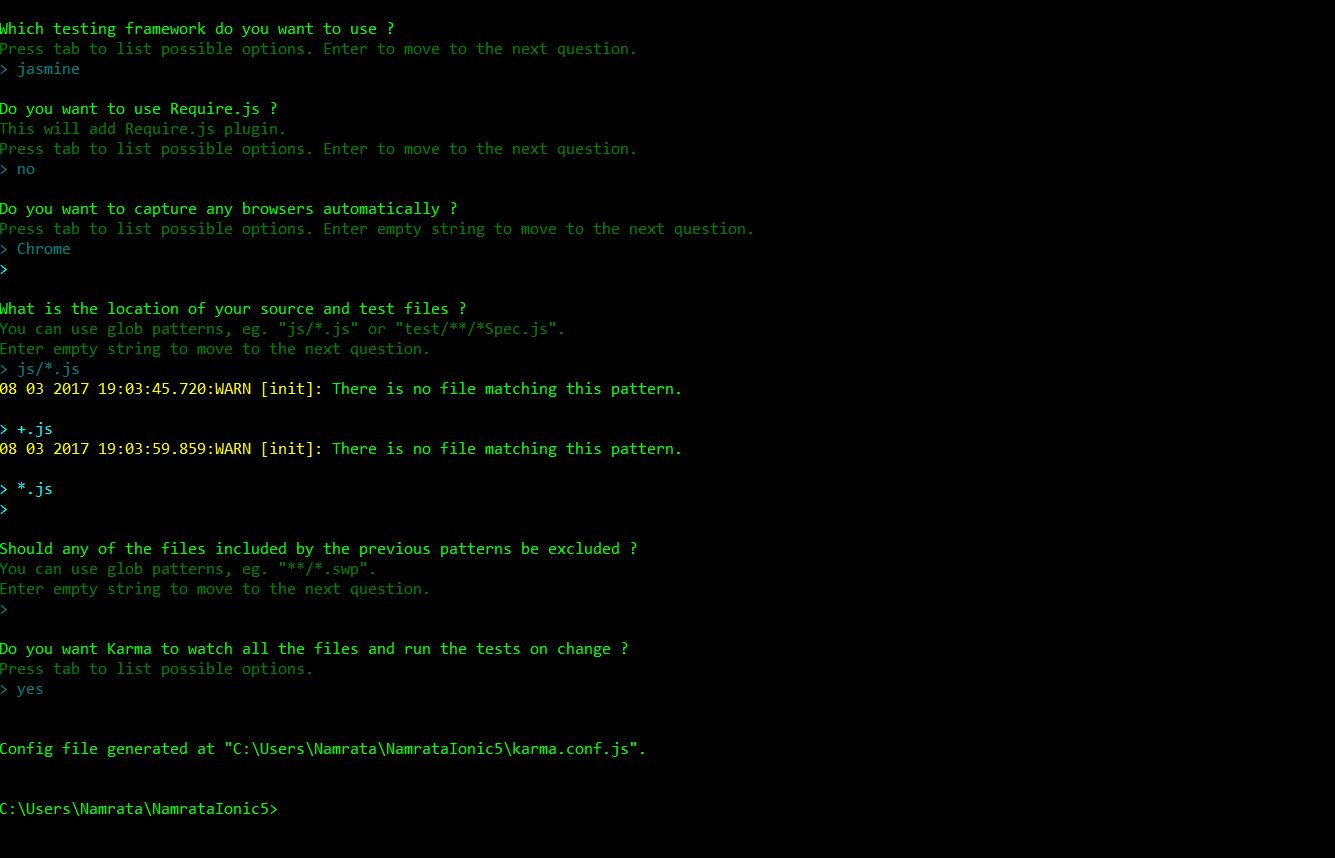 Which testing framework do you want to use ?
Press tab to list possible options. Enter to move to the next question.
> jasmine
Do you want to use Require.js ?
This will add Require.js plugin.
Press tab to list possible options. Enter to move to the next question.
> no
Do you want to capture any browsers automatically ?
Press tab to list possible options. Enter empty string to move to the next question.
> Chrome
>
What is the location of your source and test files ?
You can use glob patterns, eg. "js/*.js" or "test/**/*Spec.js".
Enter empty string to move to the next question.
> js/*.js
08 03 2017 19:03:45.720:WARN [init]: There is no file matching this pattern.
> +.js
08 03 2017 19:03:59.859:WARN [init]: There is no file matching this pattern.
> *.js
>
Should any of the files included by the previous patterns be excluded ?
You can use glob patterns, eg. "**/*.swp".
Enter empty string to move to the next question.
>
Do you want Karma to watch all the files and run the tests on change ?
Press tab to list possible options.
> yes
Config file generated at "C:\Users\Namrata\NamrataIonic5\karma.conf.js".
C:\Users\Namrata\NamrataIonic5>